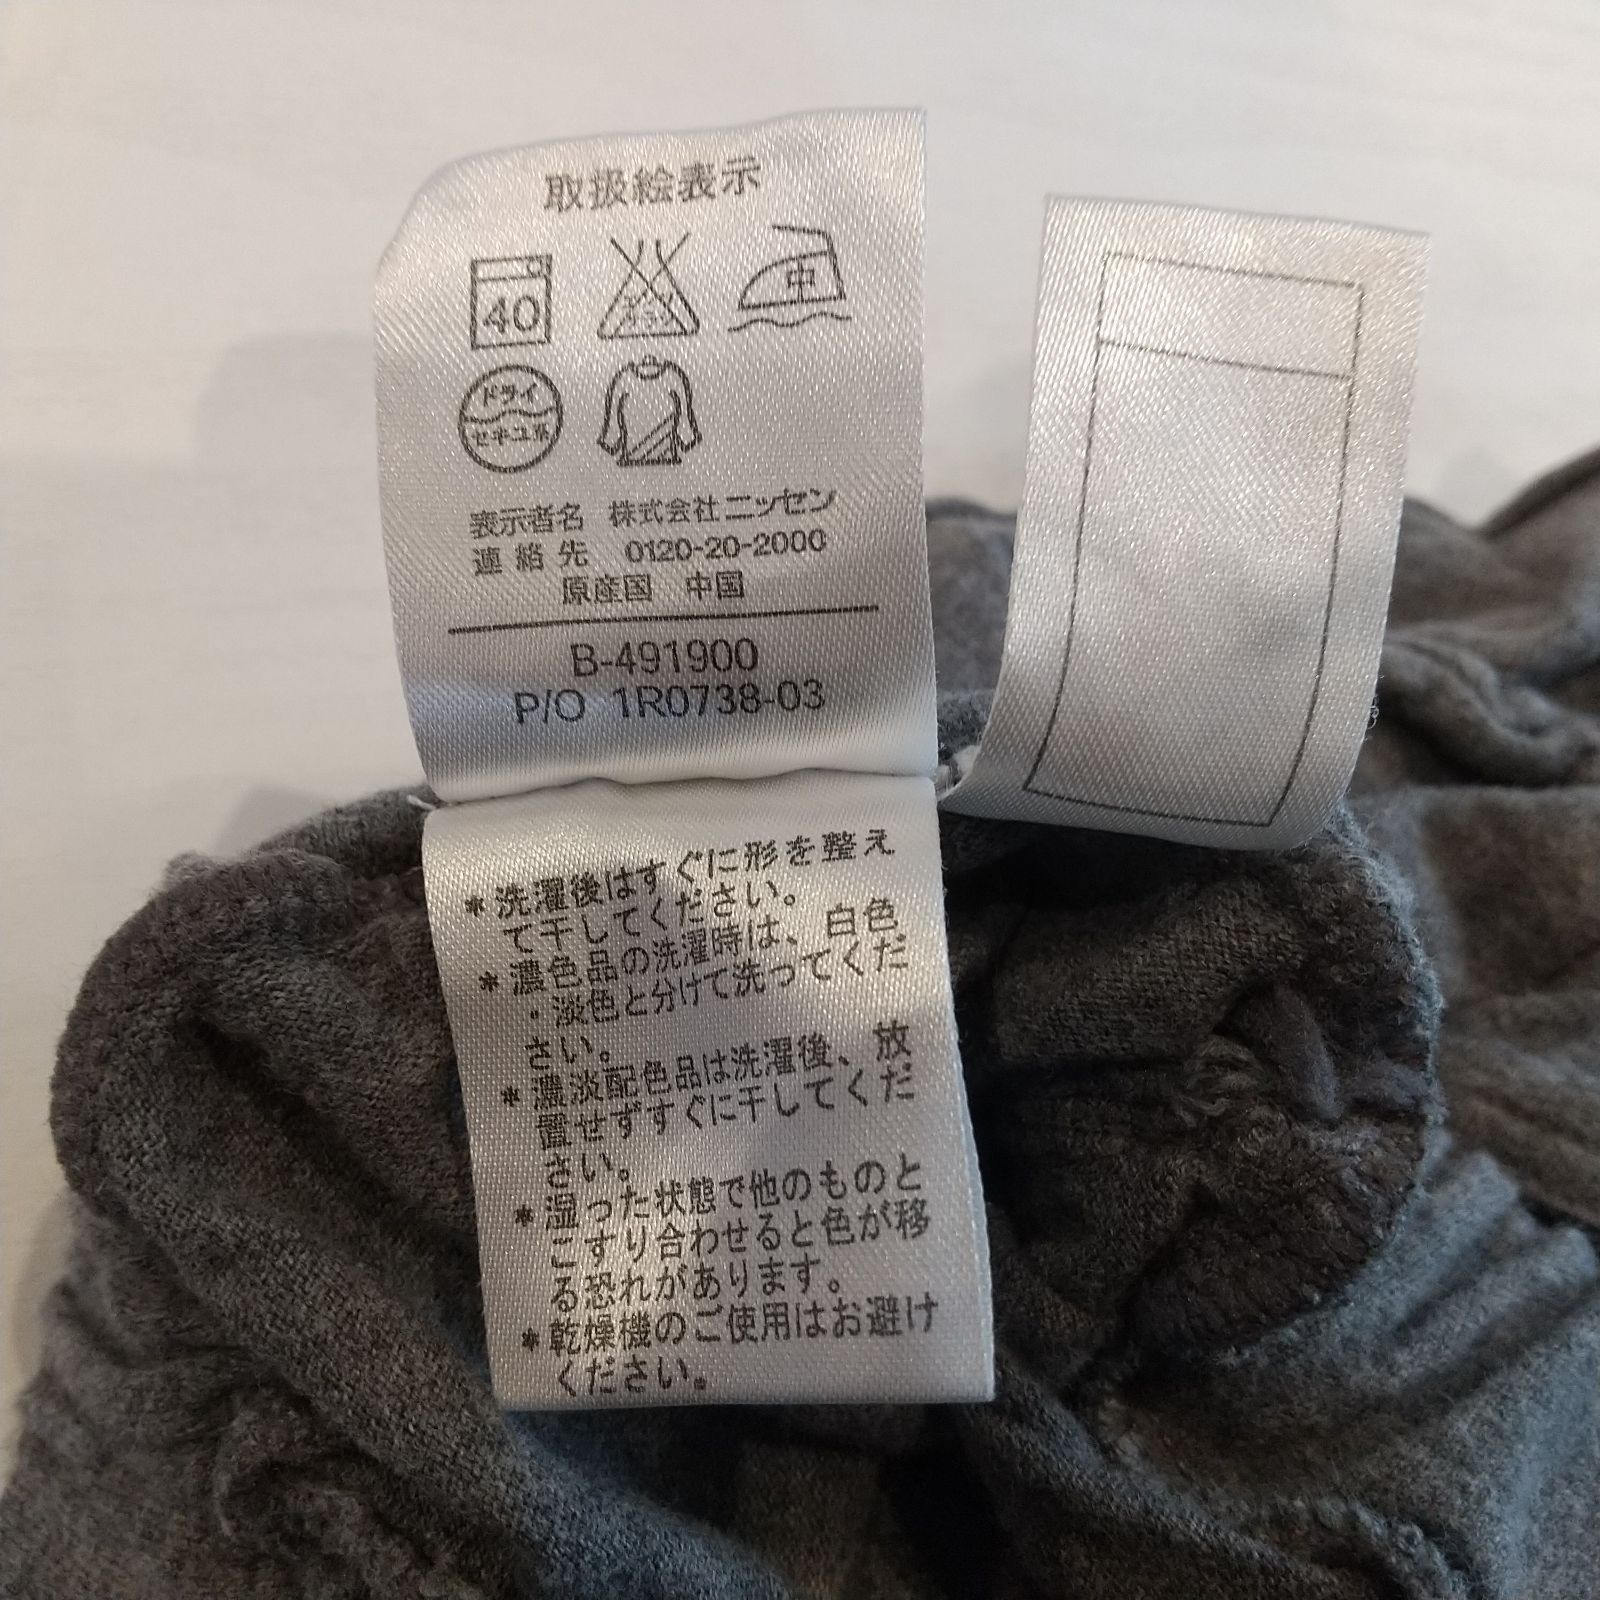 取扱絵表示
40
エンソサラシ
中
ドライ
セキユ系
表示者名 株式会社ニッセン
連絡先 0120-20-2000
原産国 中国
B-491900
P/O 1R0738-03
*洗濯後はすぐに形を整え
て干してください。
*濃色品の洗濯時は、白色
・淡色と分けて洗ってくだ
さい。
*濃淡配色品は洗濯後、放
置せずすぐに干してくだ
さい。
*湿った状態で他のものと
こすり合わせると色が移
る恐れがあります。
*乾燥機のご使用はお避け
ください。